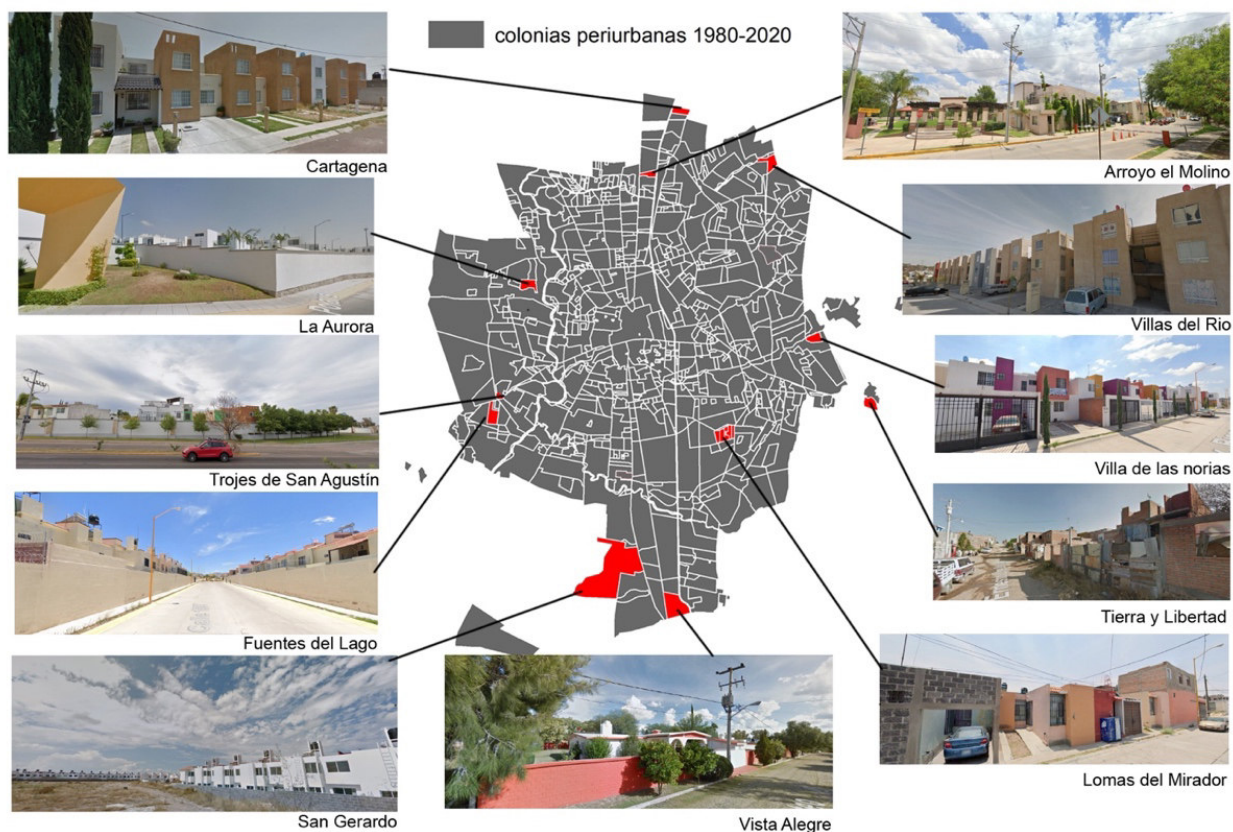 colonias periurbanas 1980-2020
Cartagena
Arroyo el Molino
La Aurora
Villas del Rio
Trojes de San Agustín
Villa de las norias
Fuentes del Lago
Tierra y Libertad
San Gerardo
Vista Alegre
Lomas del Mirador